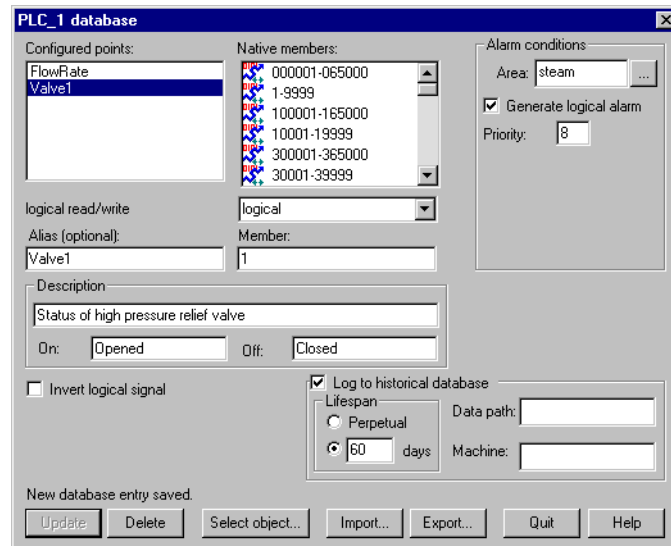 PLC_1 database
Configured points:
FlowRate
Valve1
Native members:
000001-065000
1-9999
100001-165000
10001-19999
300001-365000
30001-39999
Alarm conditions
Area: steam ...
Generate logical alarm
Priority: 8
logical read/write
logical
Alias (optional):
Valve1
Member:
1
Description
Status of high pressure relief valve
On: Opened Off: Closed
Invert logical signal
Log to historical database
Lifespan
Perpetual
60 days
Data path:
Machine:
New database entry saved.
Update Delete Select object... Import... Export... Quit Help